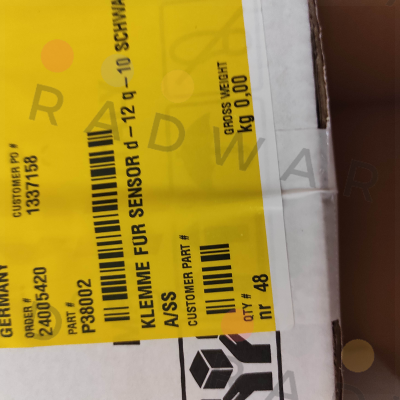 GERMANY
ORDER #
24005420
CUSTOMER PO #
1337158
PART #
P38002
KLEMME FÜR SENSOR d-12 q-10 SCHWA
A/SS
CUSTOMER PART #
GROSS WEIGHT
kg 0,00
QTY #
nr 48
RADWAR